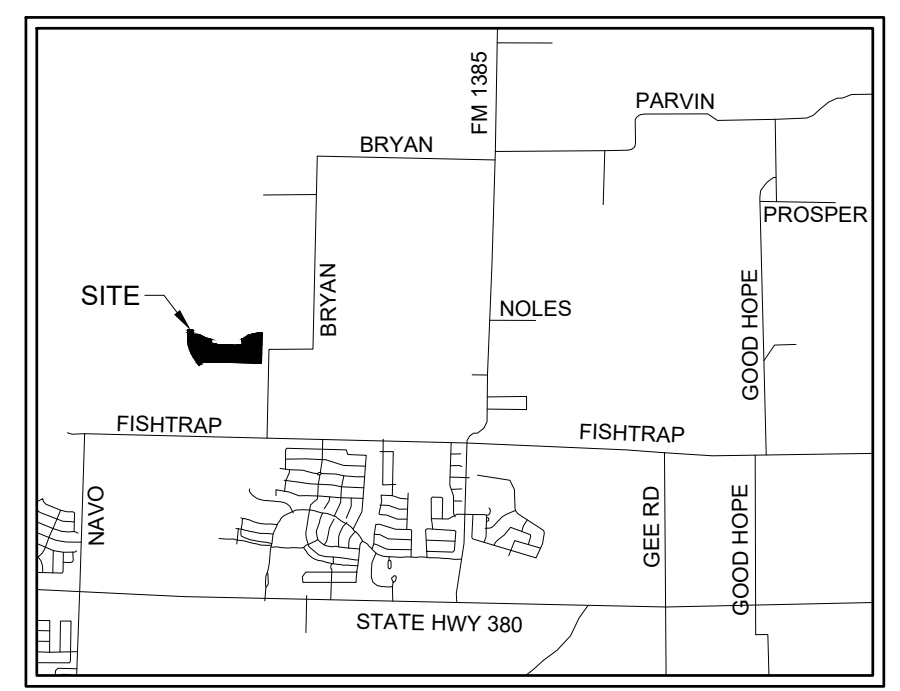 FM 1385
PARVIN
BRYAN
PROSPER
BRYAN
GOOD HOPE
SITE
NOLES
FISHTRAP
FISHTRAP
NAVO
GEE RD
GOOD HOPE
STATE HWY 380